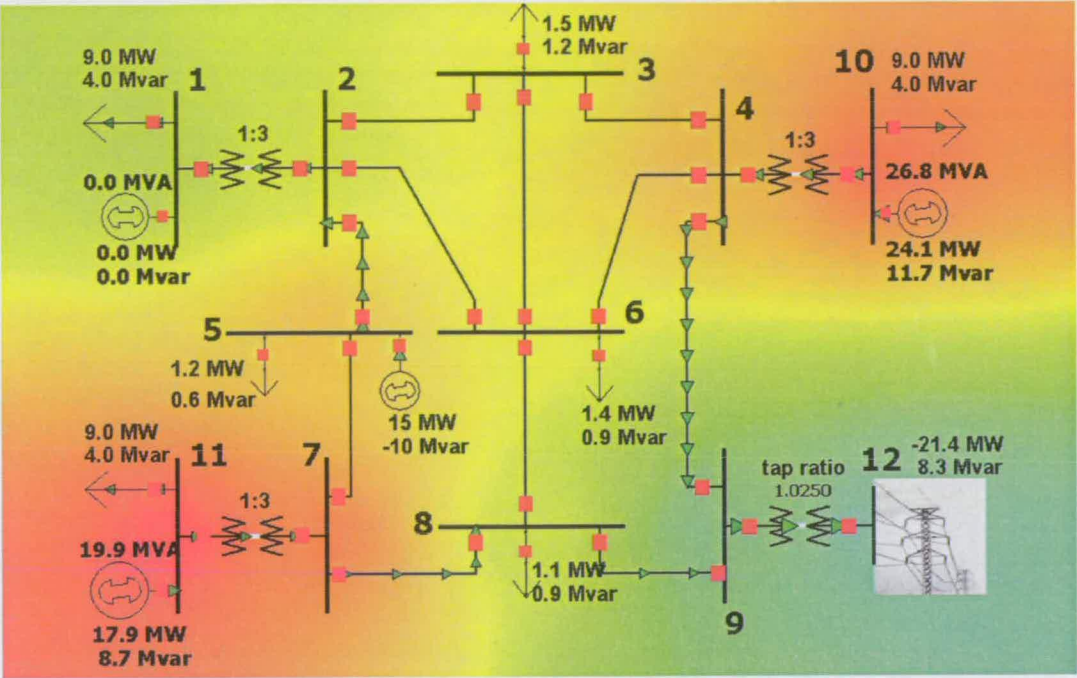 1.5 MW
1.2 Mvar
3
9.0 MW
4.0 Mvar
1
2
4
10
9.0 MW
4.0 Mvar
1:3
1:3
0.0 MVA
26.8 MVA
0.0 MW
0.0 Mvar
24.1 MW
11.7 Mvar
5
6
1.2 MW
0.6 Mvar
15 MW
-10 Mvar
1.4 MW
0.9 Mvar
9.0 MW
4.0 Mvar
11
7
1:3
8
tap ratio
1.0250
12
-21.4 MW
8.3 Mvar
19.9 MVA
1.1 MW
0.9 Mvar
17.9 MW
8.7 Mvar
9